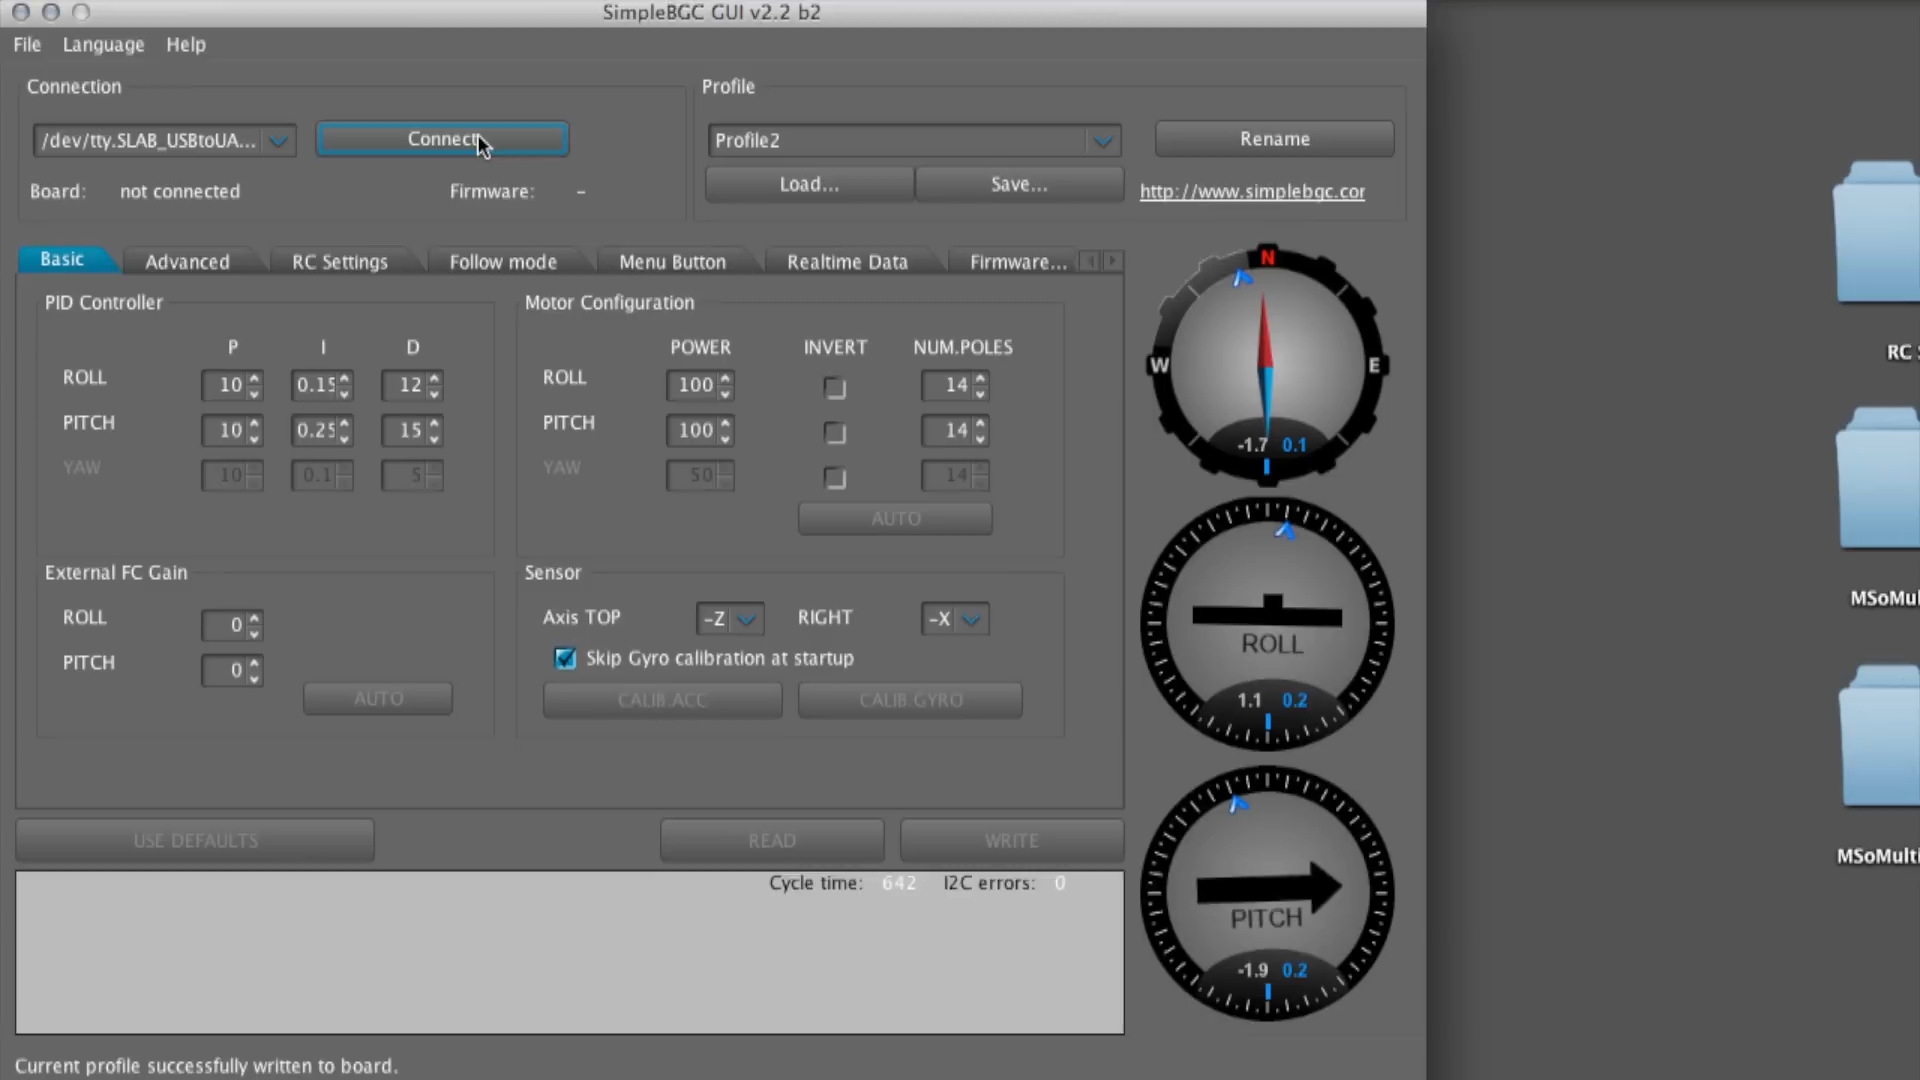 SimpleBGC GUI v2.2 b2
File Language Help
Connection
Profile
/dev/tty.SLAB_USBtoUA...
Connect
Profile2
Rename
Board: not connected Firmware: -
Load... Save...
http://www.simplebgc.cor
Basic Advanced RC Settings Follow mode Menu Button Realtime Data Firmware...
PID Controller
P I D
ROLL 10 0.15 12
PITCH 10 0.25 15
YAW 10 0.1 5
Motor Configuration
POWER INVERT NUM.POLES
ROLL 100 14
PITCH 100 14
YAW 50 14
AUTO
External FC Gain
ROLL 0
PITCH 0
AUTO
Sensor
Axis TOP -Z RIGHT -X
Skip Gyro calibration at startup
CALIB.ACC CALIB.GYRO
USE DEFAULTS READ WRITE
Cycle time: 642 I2C errors: 0
Current profile successfully written to board.
N
W E
-1.7 0.1
ROLL
1.1 0.2
PITCH
-1.9 0.2
RC
MSoMul
MSoMulti